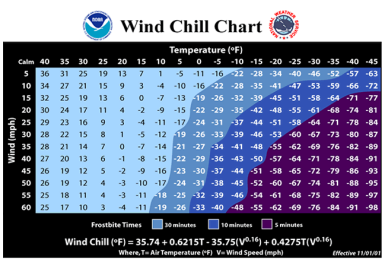 Wind Chill Chart
Temperature (°F)
Calm 40 35 30 25 20 15 10 5 0 -5 -10 -15 -20 -25 -30 -35 -40 -45
5 36 31 25 19 13 7 1 -5 -11 -16 -22 -28 -34 -40 -46 -52 -57 -63
10 34 27 21 15 9 3 -4 -10 -16 -22 -28 -35 -41 -47 -53 -59 -66 -72
15 32 25 19 13 6 0 -7 -13 -19 -26 -32 -39 -45 -51 -58 -64 -71 -77
20 30 24 17 11 4 -2 -9 -15 -22 -29 -35 -42 -48 -55 -61 -68 -74 -81
25 29 23 16 9 3 -4 -11 -17 -24 -31 -37 -44 -51 -58 -64 -71 -78 -84
30 28 22 15 8 1 -5 -12 -19 -26 -33 -39 -46 -53 -60 -67 -73 -80 -87
35 28 21 14 7 0 -7 -14 -21 -27 -34 -41 -48 -55 -62 -69 -76 -82 -89
40 27 20 13 6 -1 -8 -15 -22 -29 -36 -43 -50 -57 -64 -71 -78 -84 -91
45 26 19 12 5 -2 -9 -16 -23 -30 -37 -44 -51 -58 -65 -72 -79 -86 -93
50 26 19 12 4 -3 -10 -17 -24 -31 -38 -45 -52 -60 -67 -74 -81 -88 -95
55 25 18 11 4 -3 -11 -18 -25 -32 -39 -46 -54 -61 -68 -75 -82 -89 -97
60 25 17 10 3 -4 -11 -19 -26 -33 -40 -48 -55 -62 -69 -76 -84 -91 -98
Wind (mph)
Frostbite Times 30 minutes 10 minutes 5 minutes
Wind Chill (°F) = 35.74 + 0.6215T - 35.75(V0.16) + 0.4275T(V0.16)
Where, T= Air Temperature (°F) V= Wind Speed (mph) Effective 11/01/01